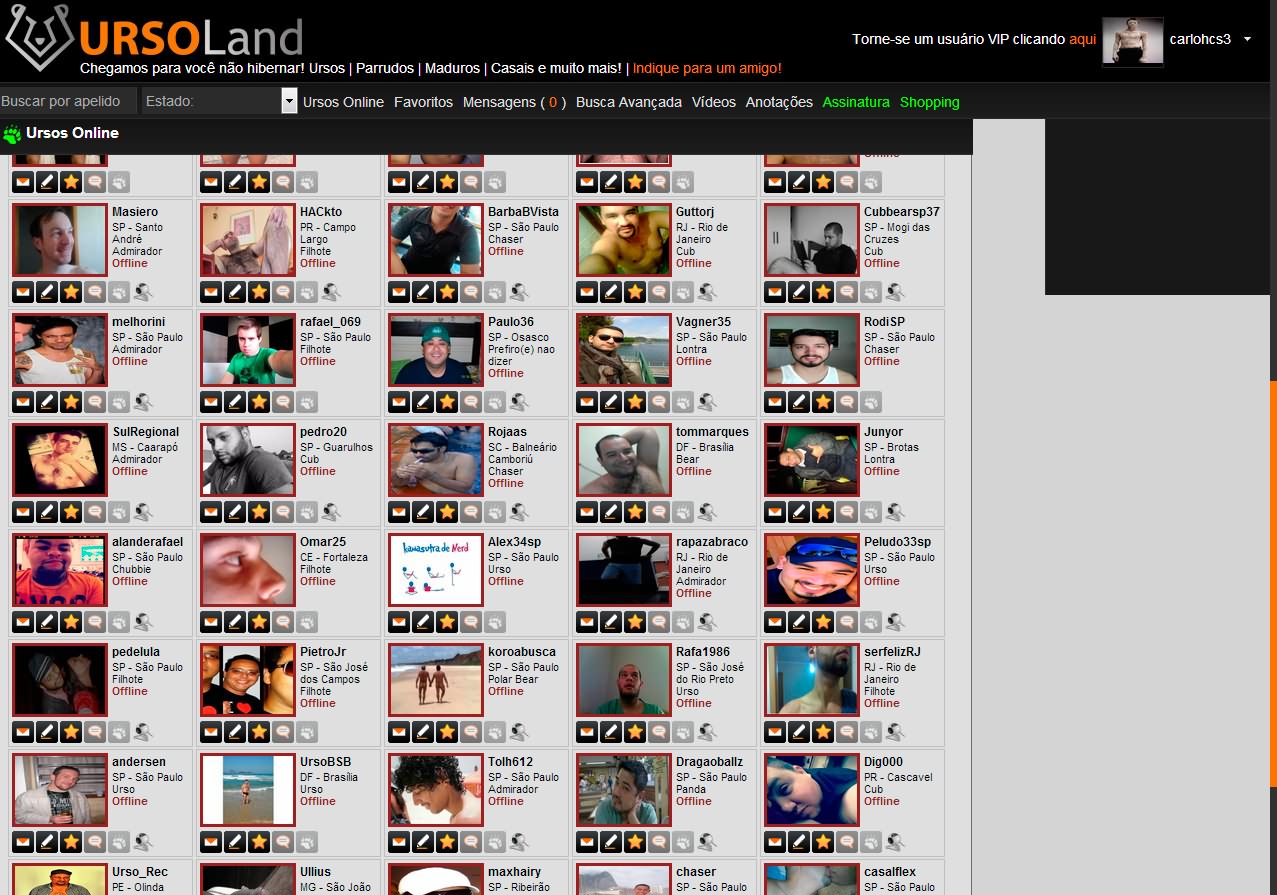 URSOLand
Chegamos para você não hibernar! Ursos | Parrudos | Maduros | Casais e muito mais! | Indique para um amigo!
Torne-se um usuário VIP clicando aqui
carlohcs3
Buscar por apelido
Estado:
Ursos Online Favoritos Mensagens ( 0 ) Busca Avançada Vídeos Anotações Assinatura Shopping
Ursos Online
Offline
Masiero
SP - Santo
André
Admirador
Offline
HACkto
PR - Campo
Largo
Filhote
Offline
BarbaBVista
SP - São Paulo
Chaser
Offline
Guttorj
RJ - Rio de
Janeiro
Cub
Offline
Cubbearsp37
SP - Mogi das
Cruzes
Cub
Offline
melhorini
SP - São Paulo
Admirador
Offline
rafael_069
SP - São Paulo
Filhote
Offline
Paulo36
SP - Osasco
Prefiro(e) nao
dizer
Offline
Vagner35
SP - São Paulo
Lontra
Offline
RodiSP
SP - São Paulo
Chaser
Offline
SulRegional
MS - Caarapó
Admirador
Offline
pedro20
SP - Guarulhos
Cub
Offline
Rojaas
SC - Balneário
Camboriú
Chaser
Offline
tommarques
DF - Brasília
Bear
Offline
Junyor
SP - Brotas
Lontra
Offline
alanderafael
SP - São Paulo
Chubbie
Offline
Omar25
CE - Fortaleza
Filhote
Offline
kamasutra de Nerd
Alex34sp
SP - São Paulo
Urso
Offline
rapazabraco
RJ - Rio de
Janeiro
Admirador
Offline
Peludo33sp
SP - São Paulo
Urso
Offline
pedelula
SP - São Paulo
Filhote
Offline
PietroJr
SP - São José
dos Campos
Filhote
Offline
koroabusca
SP - São Paulo
Polar Bear
Offline
Rafa1986
SP - São José
do Rio Preto
Urso
Offline
serfelizRJ
RJ - Rio de
Janeiro
Filhote
Offline
andersen
SP - São Paulo
Urso
Offline
UrsoBSB
DF - Brasília
Urso
Offline
Tolh612
SP - São Paulo
Admirador
Offline
Dragaoballz
SP - São Paulo
Panda
Offline
Dig000
PR - Cascavel
Cub
Offline
Urso_Rec
PE - Olinda
Ullius
MG - São João
maxhairy
SP - Ribeirão
chaser
SP - São Paulo
casalflex
SP - São Paulo